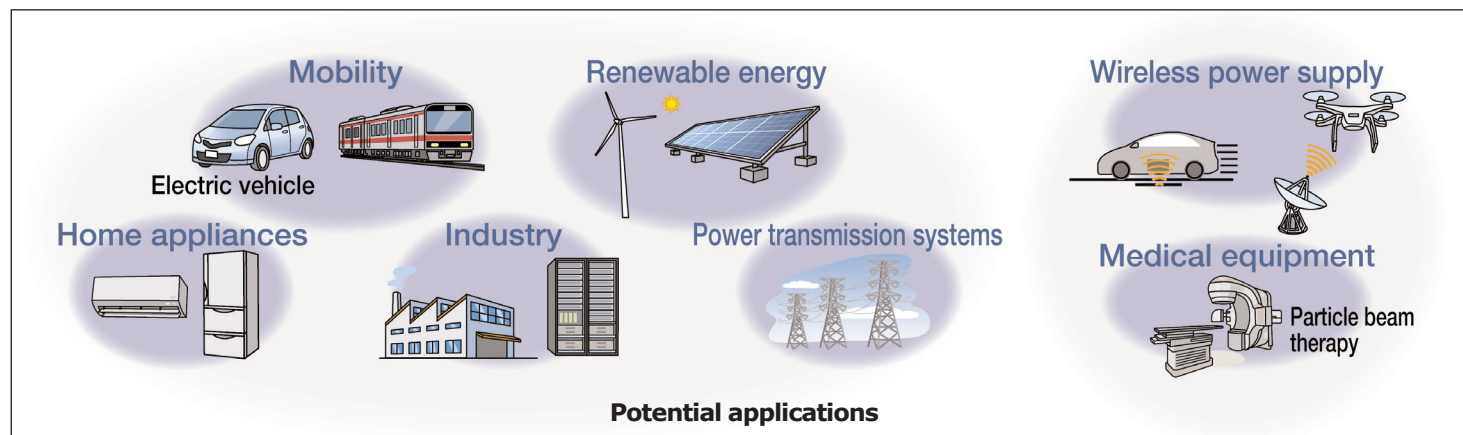 Mobility
Electric vehicle
Renewable energy
Wireless power supply
Home appliances
Industry
Power transmission systems
Medical equipment
Particle beam
therapy
Potential applications